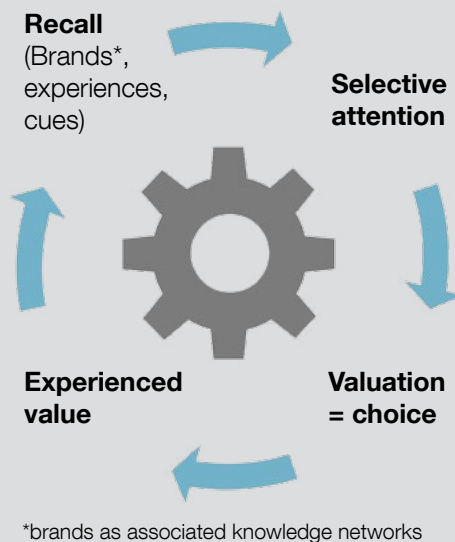 Recall
(Brands*,
experiences,
cues)
Selective
attention
Valuation
= choice
Experienced
value
*brands as associated knowledge networks